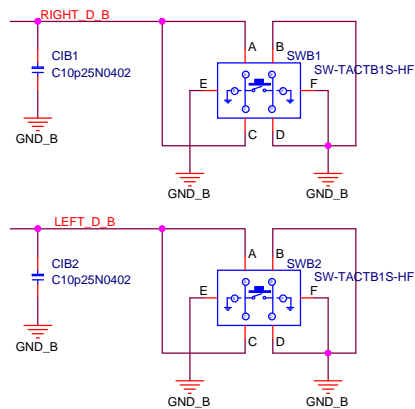 RIGHT_D_B
A
B
CIB1
C10p25N0402
SWB1
SW-TACTB1S-HF
E
F
C
D
GND_B
GND_B
GND_B
LEFT_D_B
A
B
CIB2
C10p25N0402
SWB2
SW-TACTB1S-HF
E
F
C
D
GND_B
GND_B
GND_B